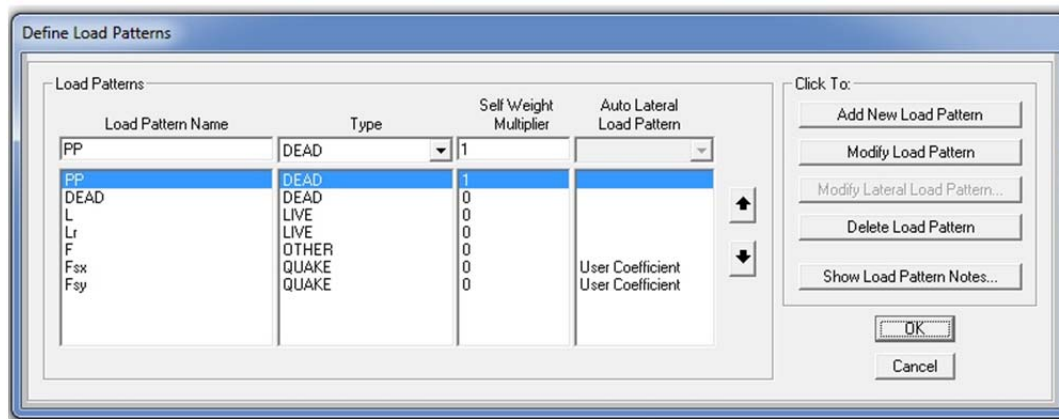 Define Load Patterns
Load Patterns
Load Pattern Name Type Self Weight Multiplier Auto Lateral Load Pattern
PP DEAD 1
PP DEAD 1
DEAD DEAD 0
L LIVE 0
Lr LIVE 0
F OTHER 0
Fsx QUAKE 0 User Coefficient
Fsy QUAKE 0 User Coefficient
Click To:
Add New Load Pattern
Modify Load Pattern
Modify Lateral Load Pattern...
Delete Load Pattern
Show Load Pattern Notes...
OK
Cancel